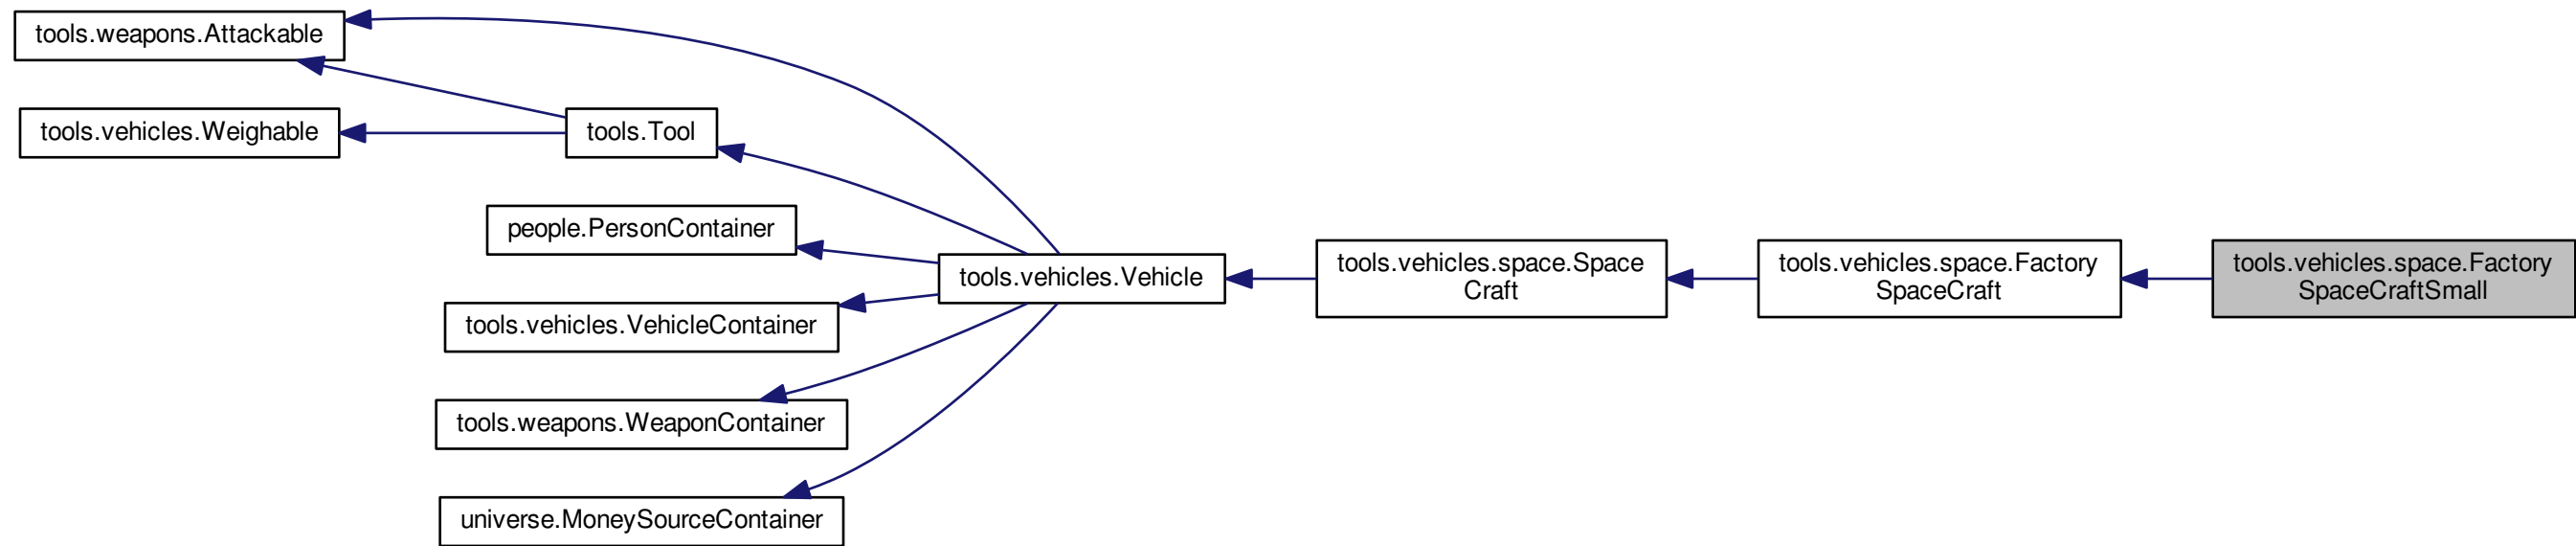 tools.weapons.Attackable
tools.vehicles.Weighable
tools.Tool
people.PersonContainer
tools.vehicles.VehicleContainer
tools.weapons.WeaponContainer
universe.MoneySourceContainer
tools.vehicles.Vehicle
tools.vehicles.space.Space
Craft
tools.vehicles.space.Factory
SpaceCraft
tools.vehicles.space.Factory
SpaceCraftSmall